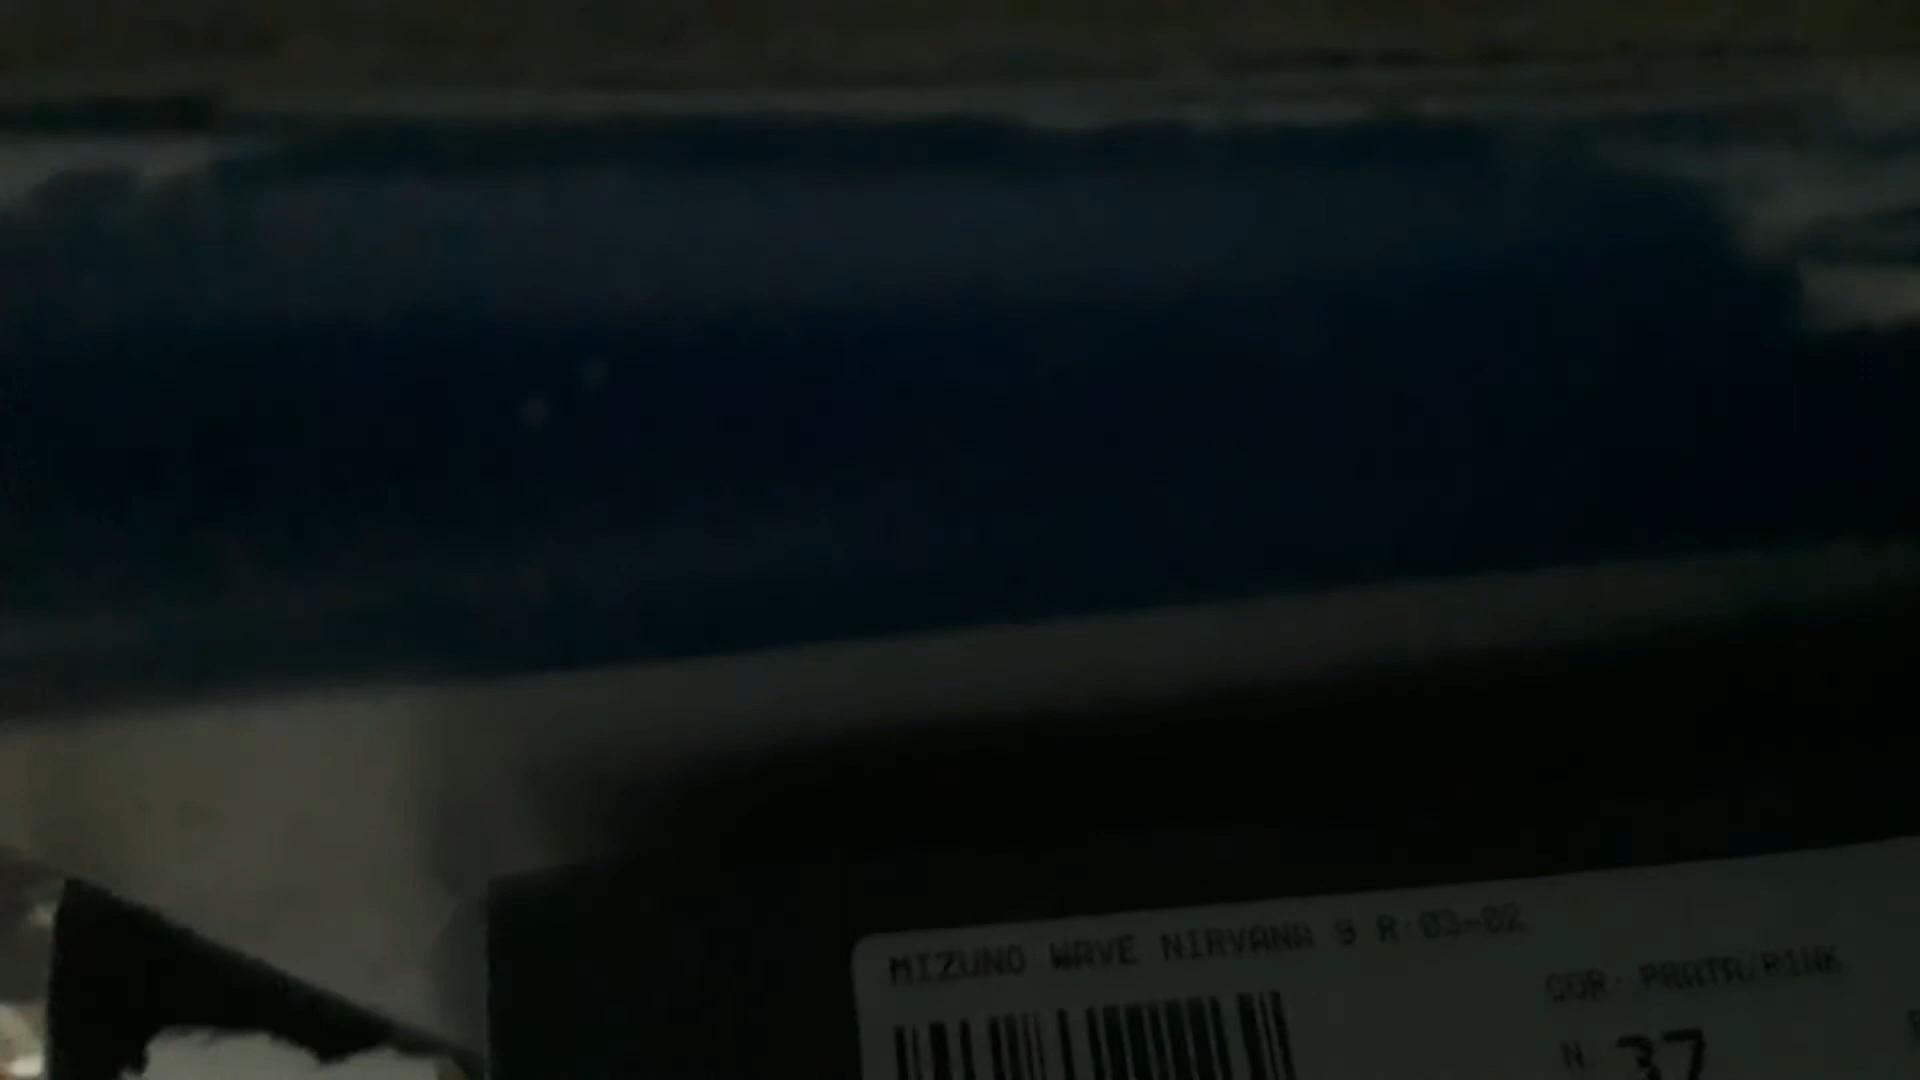 MIZUNO WAVE NIRVANA 9 R 03-02
COR: PRATA/PINK
N. 37